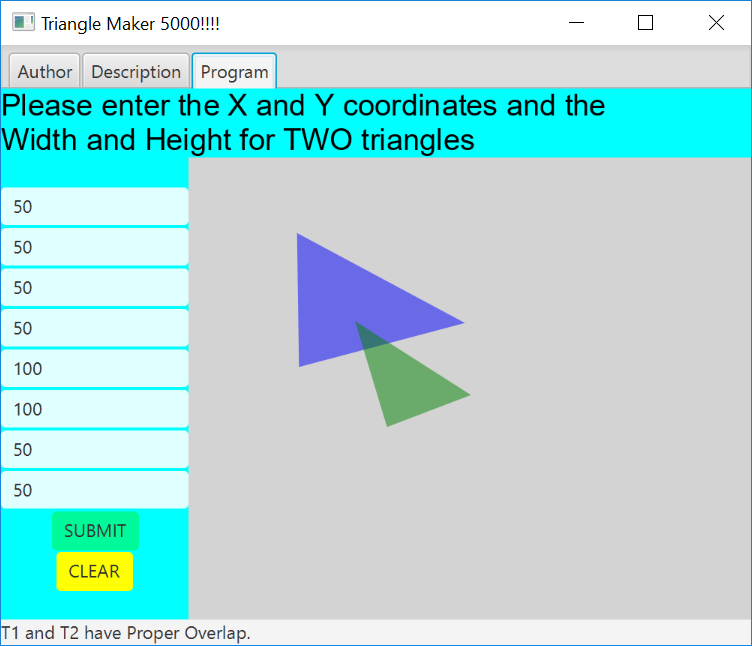 Triangle Maker 5000!!!!
Author Description Program
Please enter the X and Y coordinates and the
Width and Height for TWO triangles
50
50
50
50
100
100
50
50
SUBMIT
CLEAR
T1 and T2 have Proper Overlap.